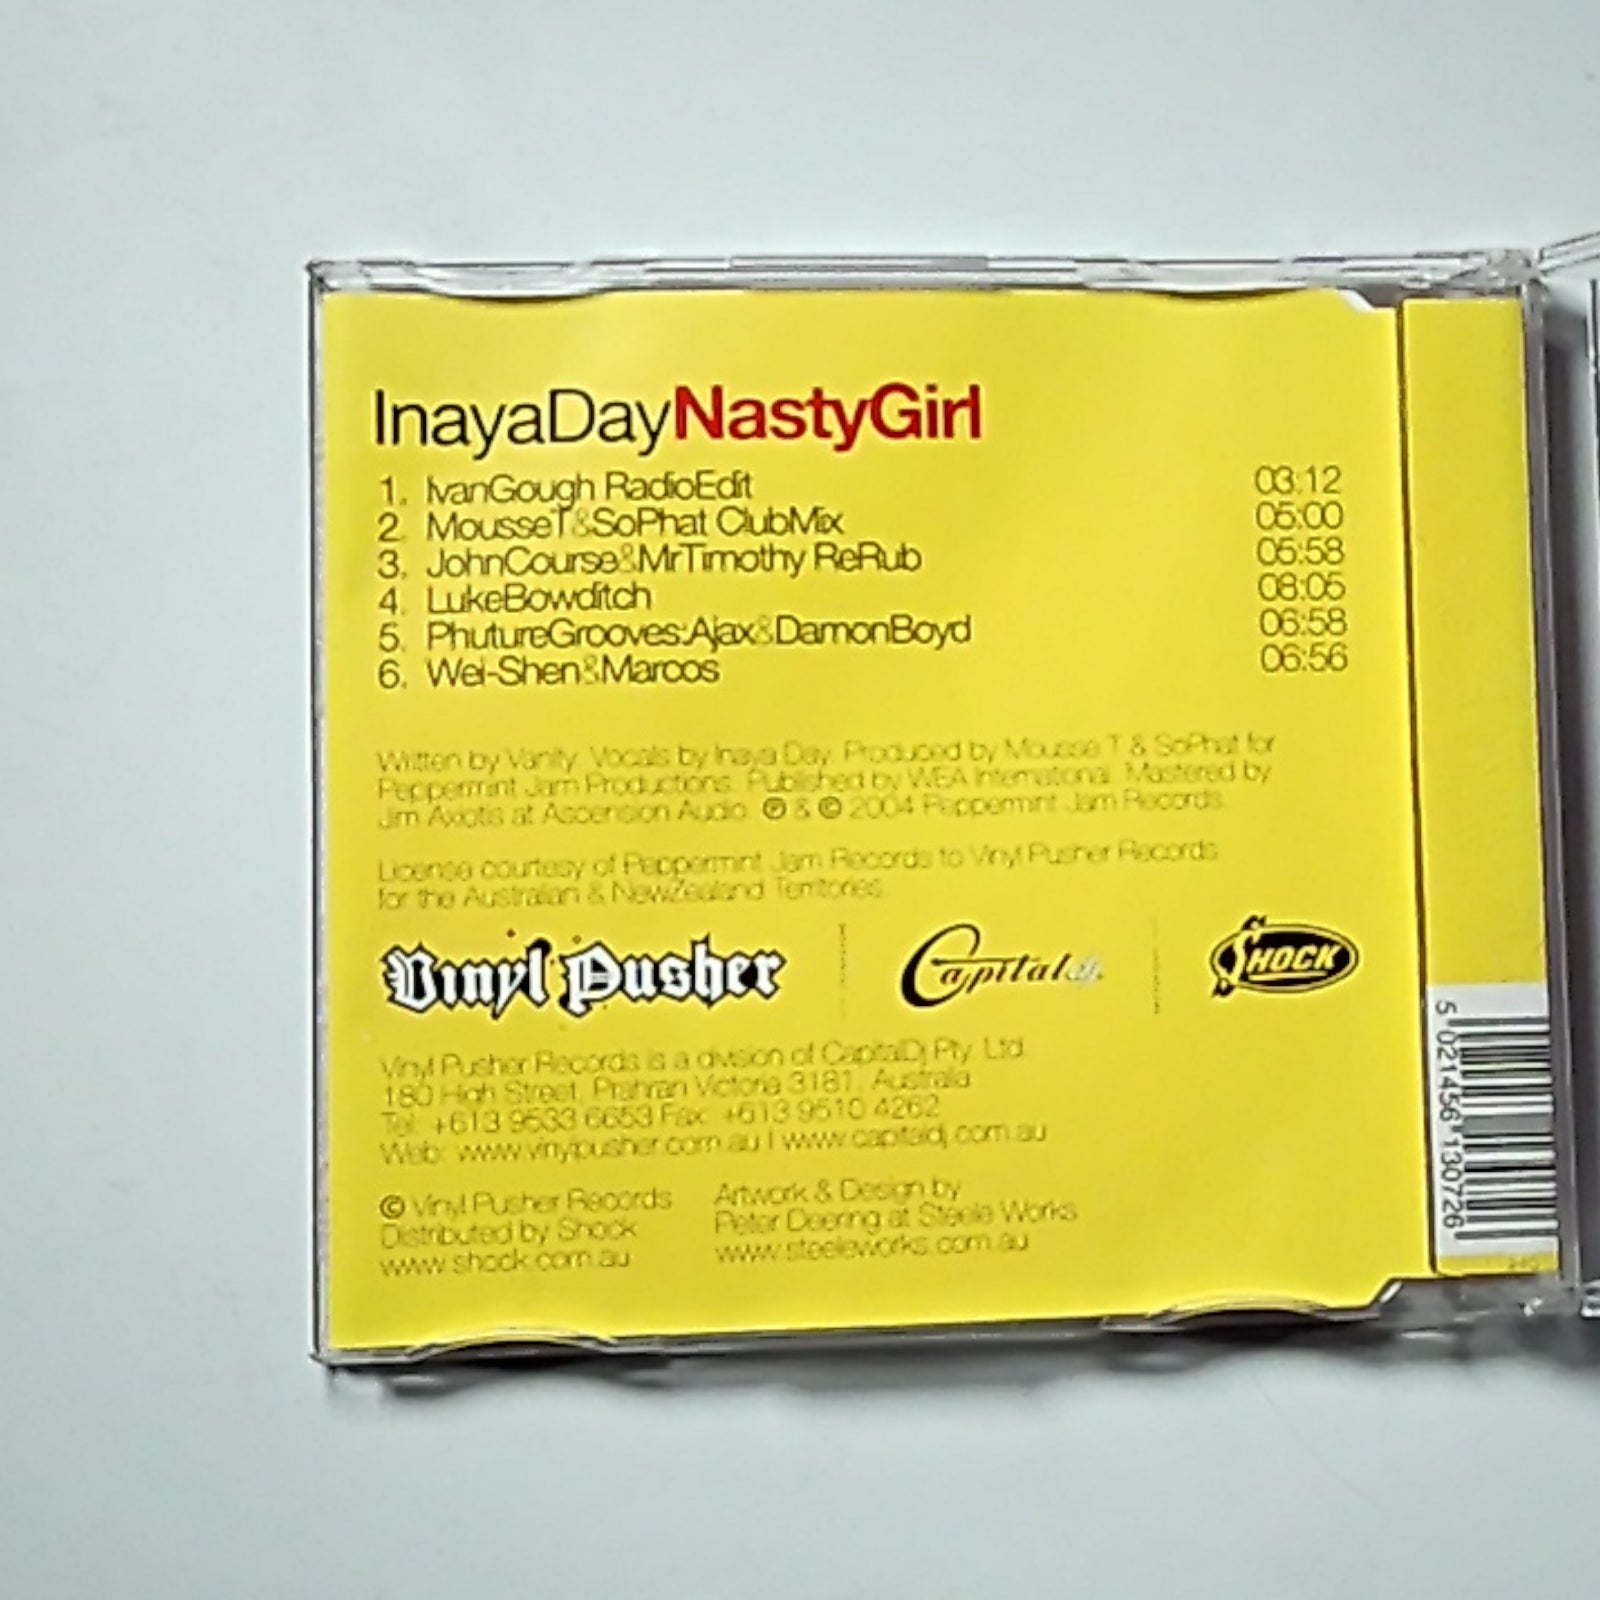 InayaDayNastyGirl
1. IvanGough RadioEdit 03:12
2. MousseT&SoPhat ClubMix 05:00
3. JohnCourse&MrTimothy ReRub 05:58
4. LukeBowditch 08:05
5. PhutureGrooves:Ajax&DamonBoyd 06:58
6. Wei-Shen&Marcos 06:56
Written by Vanity. Vocals by Inaya Day. Produced by Mousse T & SoPhat for
Peppermint Jam Productions. Published by WEA International. Mastered by
Jim Axiotis at Ascension Audio. ℗ & © 2004 Peppermint Jam Records.
License courtesy of Peppermint Jam Records to Vinyl Pusher Records
for the Australian & NewZealand Territories.
Vinyl Pusher
Capitaldj.
SHOCK
Vinyl Pusher Records is a division of CapitalDj Pty. Ltd.
180 High Street, Prahran Victoria 3181, Australia
Tel: +613 9533 6653 Fax: +613 9510 4262
Web: www.vinylpusher.com.au | www.capitaldj.com.au
© Vinyl Pusher Records
Distributed by Shock
www.shock.com.au
Artwork & Design by
Peter Deering at Steele Works
www.steeleworks.com.au
5 021456 130726